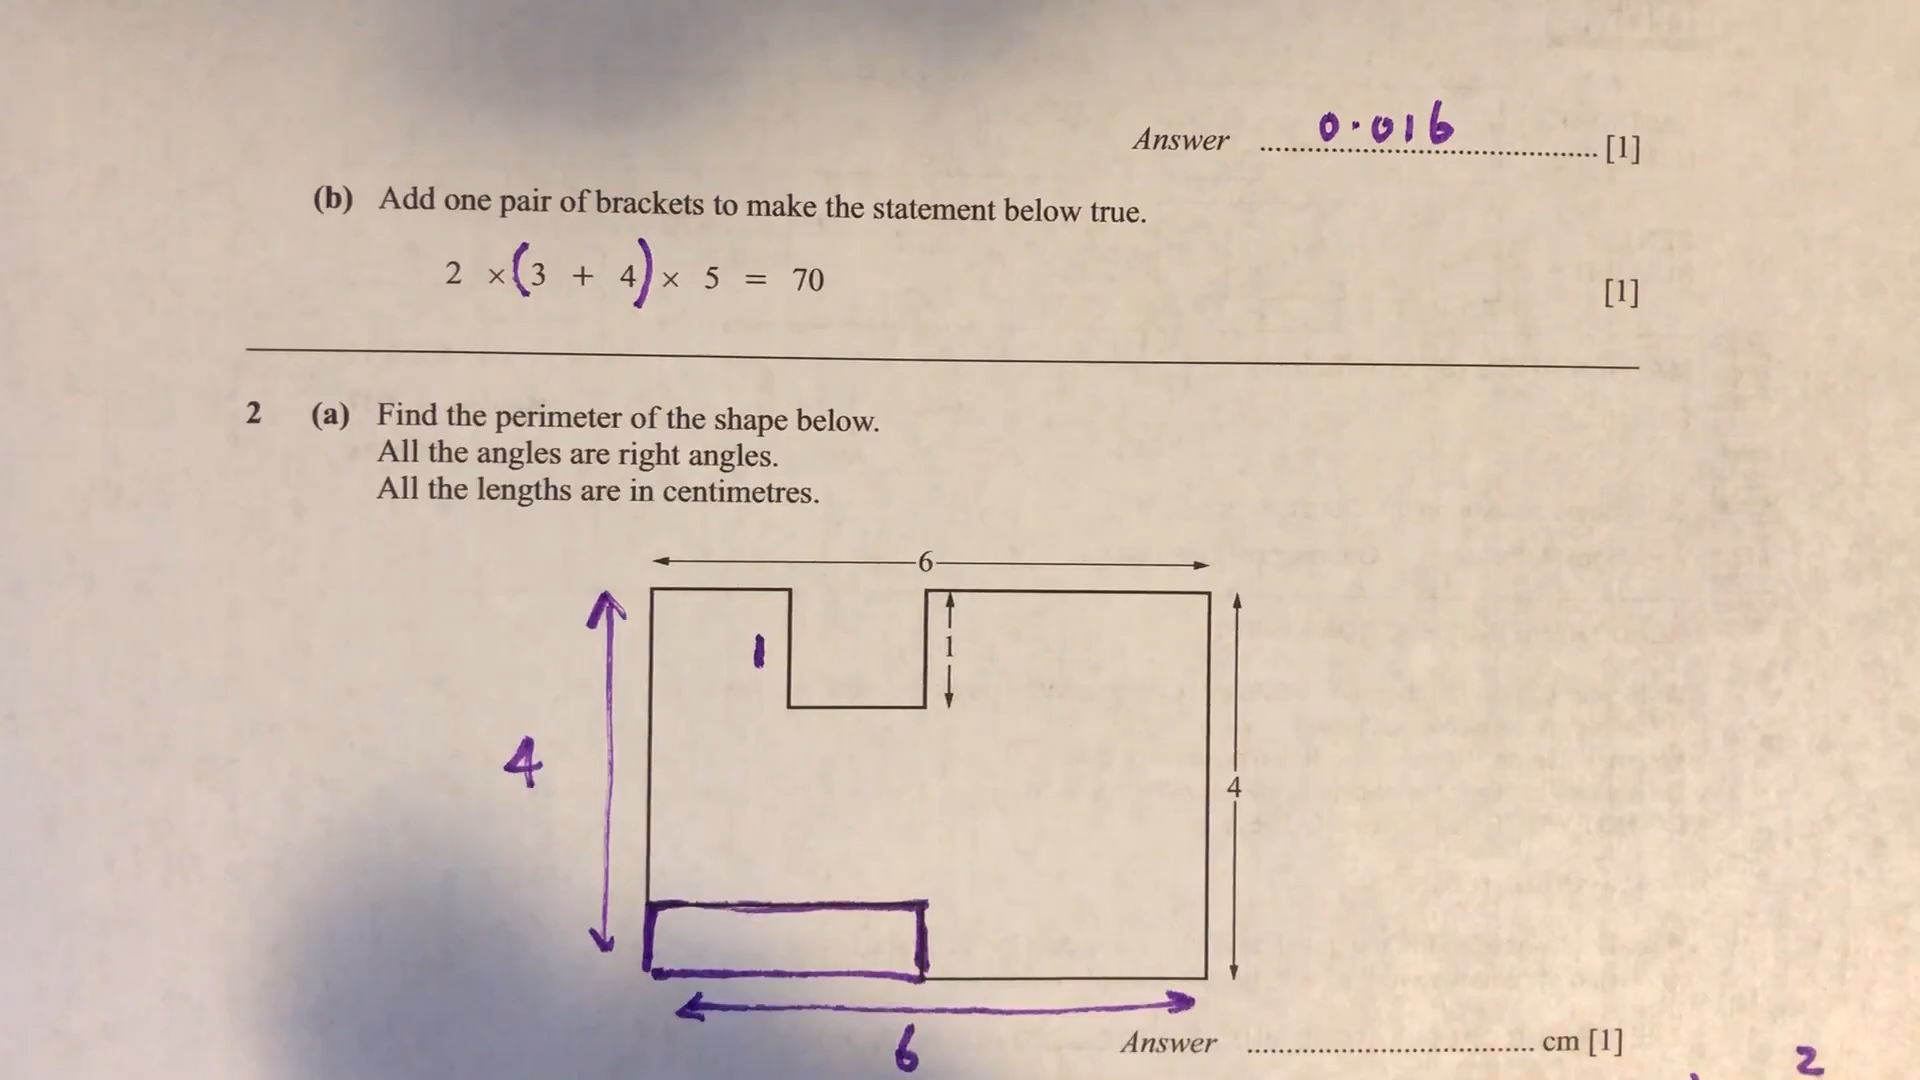 Answer 0.016 [1]
(b) Add one pair of brackets to make the statement below true.
2 × (3 + 4) × 5 = 70 [1]
2 (a) Find the perimeter of the shape below.
All the angles are right angles.
All the lengths are in centimetres.
6
1 1
4 4
6
Answer cm [1]
2